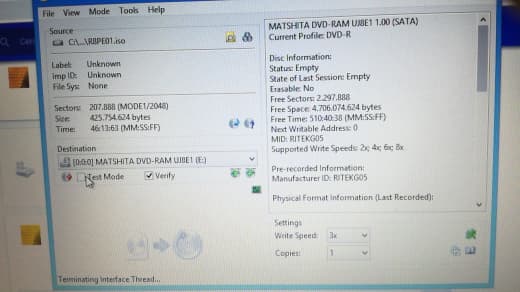 File View Mode Tools Help
Source
C:\...\R8PE01.iso
Label: Unknown
imp ID: Unknown
File Sys: None
Sectors: 207.888 (MODE1/2048)
Size: 425.754.624 bytes
Time: 46:13:63 (MM:SS:FF)
Destination
[0:0:0] MATSHITA DVD-RAM UJ8E1 (E:)
Test Mode Verify
Terminating Interface Thread...
MATSHITA DVD-RAM UJ8E1 1.00 (SATA)
Current Profile: DVD-R
Disc Information:
Status: Empty
State of Last Session: Empty
Erasable: No
Free Sectors: 2.297.888
Free Space: 4.706.074.624 bytes
Free Time: 510:40:38 (MM:SS:FF)
Next Writable Address: 0
MID: RITEKG05
Supported Write Speeds: 2x; 4x; 6x; 8x
Pre-recorded Information:
Manufacturer ID: RITEKG05
Physical Format Information (Last Recorded):
Settings
Write Speed: 3x
Copies: 1